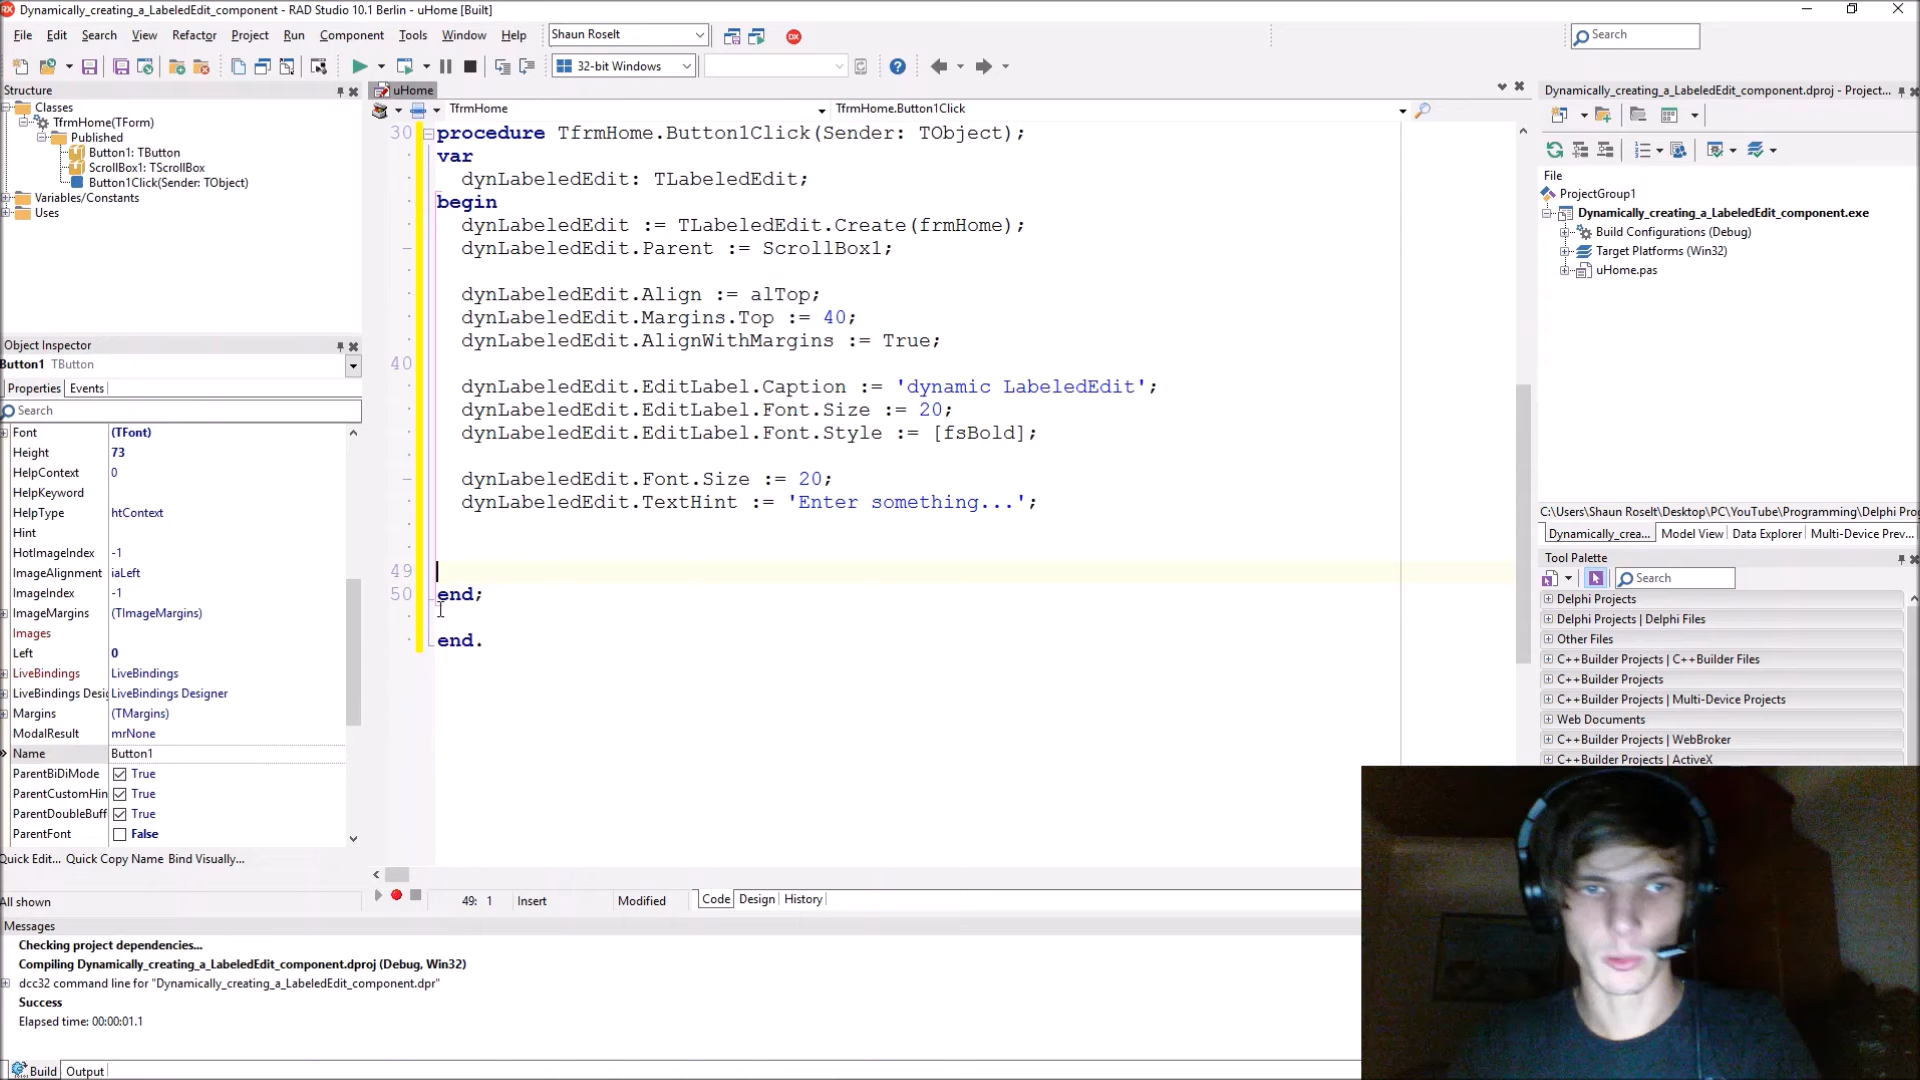 Dynamically_creating_a_LabeledEdit_component - RAD Studio 10.1 Berlin - uHome [Built]
File Edit Search View Refactor Project Run Component Tools Window Help Shaun Roselt Search
32-bit Windows
Structure
Classes
TfrmHome(TForm)
Published
Button1: TButton
ScrollBox1: TScrollBox
Button1Click(Sender: TObject)
Variables/Constants
Uses
Object Inspector
Button1 TButton
Properties Events
Search
Font (TFont)
Height 73
HelpContext 0
HelpKeyword
HelpType htContext
Hint
HotImageIndex -1
ImageAlignment iaLeft
ImageIndex -1
ImageMargins (TImageMargins)
Images
Left 0
LiveBindings LiveBindings
LiveBindings Desi LiveBindings Designer
Margins (TMargins)
ModalResult mrNone
Name Button1
ParentBiDiMode True
ParentCustomHin True
ParentDoubleBuff True
ParentFont False
Quick Edit... Quick Copy Name Bind Visually...
All shown
uHome
TfrmHome TfrmHome.Button1Click
30 procedure TfrmHome.Button1Click(Sender: TObject);
var
dynLabeledEdit: TLabeledEdit;
begin
dynLabeledEdit := TLabeledEdit.Create(frmHome);
dynLabeledEdit.Parent := ScrollBox1;
dynLabeledEdit.Align := alTop;
dynLabeledEdit.Margins.Top := 40;
dynLabeledEdit.AlignWithMargins := True;
40
dynLabeledEdit.EditLabel.Caption := 'dynamic LabeledEdit';
dynLabeledEdit.EditLabel.Font.Size := 20;
dynLabeledEdit.EditLabel.Font.Style := [fsBold];
dynLabeledEdit.Font.Size := 20;
dynLabeledEdit.TextHint := 'Enter something...';
49
50 end;
end.
49: 1 Insert Modified Code Design History
Messages
Checking project dependencies...
Compiling Dynamically_creating_a_LabeledEdit_component.dproj (Debug, Win32)
dcc32 command line for "Dynamically_creating_a_LabeledEdit_component.dpr"
Success
Elapsed time: 00:00:01.1
Build Output
Dynamically_creating_a_LabeledEdit_component.dproj - Project...
File
ProjectGroup1
Dynamically_creating_a_LabeledEdit_component.exe
Build Configurations (Debug)
Target Platforms (Win32)
uHome.pas
C:\Users\Shaun Roselt\Desktop\PC\YouTube\Programming\Delphi Pro
Dynamically_crea... Model View Data Explorer Multi-Device Prev...
Tool Palette
Search
Delphi Projects
Delphi Projects | Delphi Files
Other Files
C++Builder Projects | C++Builder Files
C++Builder Projects
C++Builder Projects | Multi-Device Projects
Web Documents
C++Builder Projects | WebBroker
C++Builder Projects | ActiveX